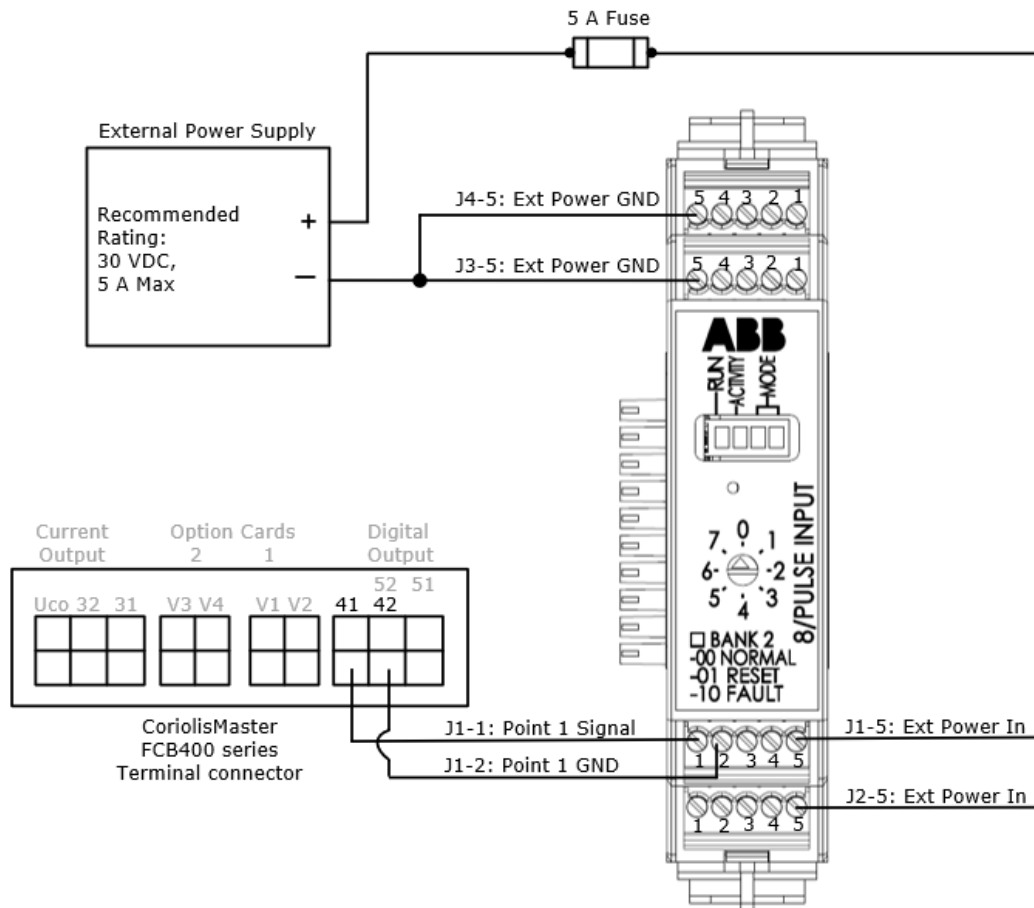 5 A Fuse
External Power Supply
Recommended
Rating:
30 VDC,
5 A Max
+
−
J4-5: Ext Power GND
5 4 3 2 1
J3-5: Ext Power GND
5 4 3 2 1
ABB
RUN
ACTIVITY
MODE
8/PULSE INPUT
0
7 1
6 2
5 3
4
BANK 2
-00 NORMAL
-01 RESET
-10 FAULT
Current
Output
Option Cards
2 1
Digital
Output
52 51
Uco 32 31 V3 V4 V1 V2 41 42
CoriolisMaster
FCB400 series
Terminal connector
J1-1: Point 1 Signal
J1-2: Point 1 GND
1 2 3 4 5
J1-5: Ext Power In
1 2 3 4 5
J2-5: Ext Power In